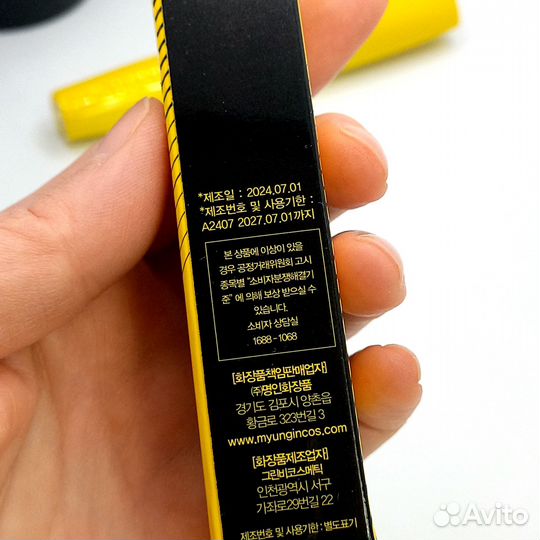 *제조일 : 2024.07.01
*제조번호 및 사용기한 :
A2407 2027.07.01까지
본 상품에 이상이 있을
경우 공정거래위원회 고시
종목별 "소비자분쟁해결기
준"에 의해 보상 받으실 수
있습니다.
소비자 상담실
1688-1068
[화장품책임판매업자]
㈜명인화장품
경기도 김포시 양촌읍
황금로 323번길 3
www.myungincos.com
[화장품제조업자]
그린비코스메틱
인천광역시 서구
가좌로29번길 22
제조번호 및 사용기한 : 별도표기
Avito